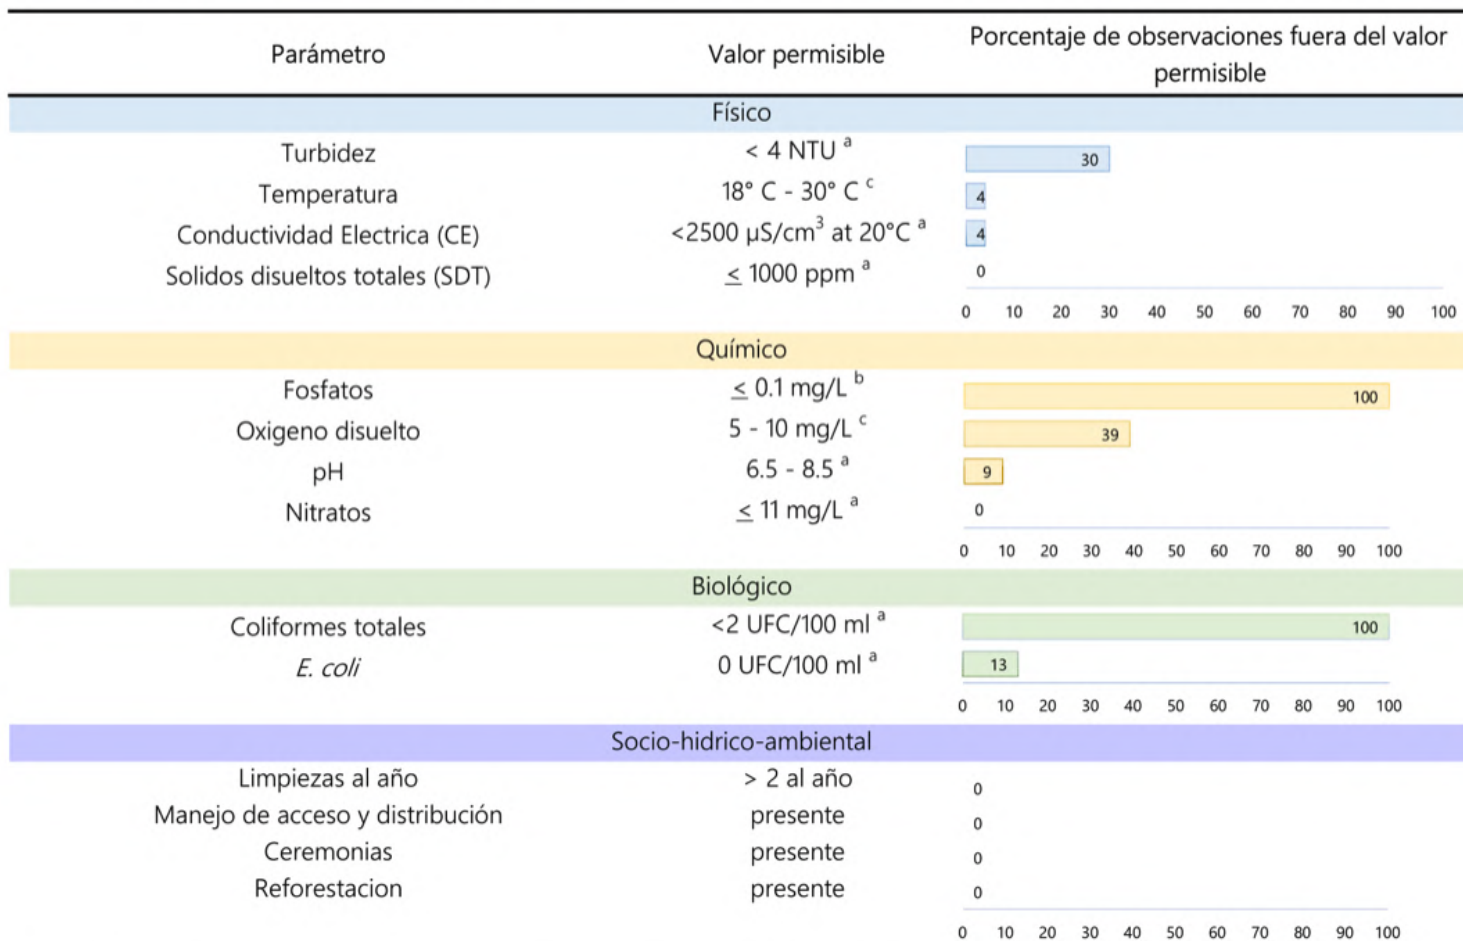 Parámetro Valor permisible Porcentaje de observaciones fuera del valor
permisible
Físico
Turbidez < 4 NTU a 30
Temperatura 18° C - 30° C c 4
Conductividad Electrica (CE) <2500 µS/cm3 at 20°C a 4
Solidos disueltos totales (SDT) ≤ 1000 ppm a 0
0 10 20 30 40 50 60 70 80 90 100
Químico
Fosfatos ≤ 0.1 mg/L b 100
Oxigeno disuelto 5 - 10 mg/L c 39
pH 6.5 - 8.5 a 9
Nitratos ≤ 11 mg/L a 0
0 10 20 30 40 50 60 70 80 90 100
Biológico
Coliformes totales <2 UFC/100 ml a 100
E. coli 0 UFC/100 ml a 13
0 10 20 30 40 50 60 70 80 90 100
Socio-hidrico-ambiental
Limpiezas al año > 2 al año 0
Manejo de acceso y distribución presente 0
Ceremonias presente 0
Reforestacion presente 0
0 10 20 30 40 50 60 70 80 90 100